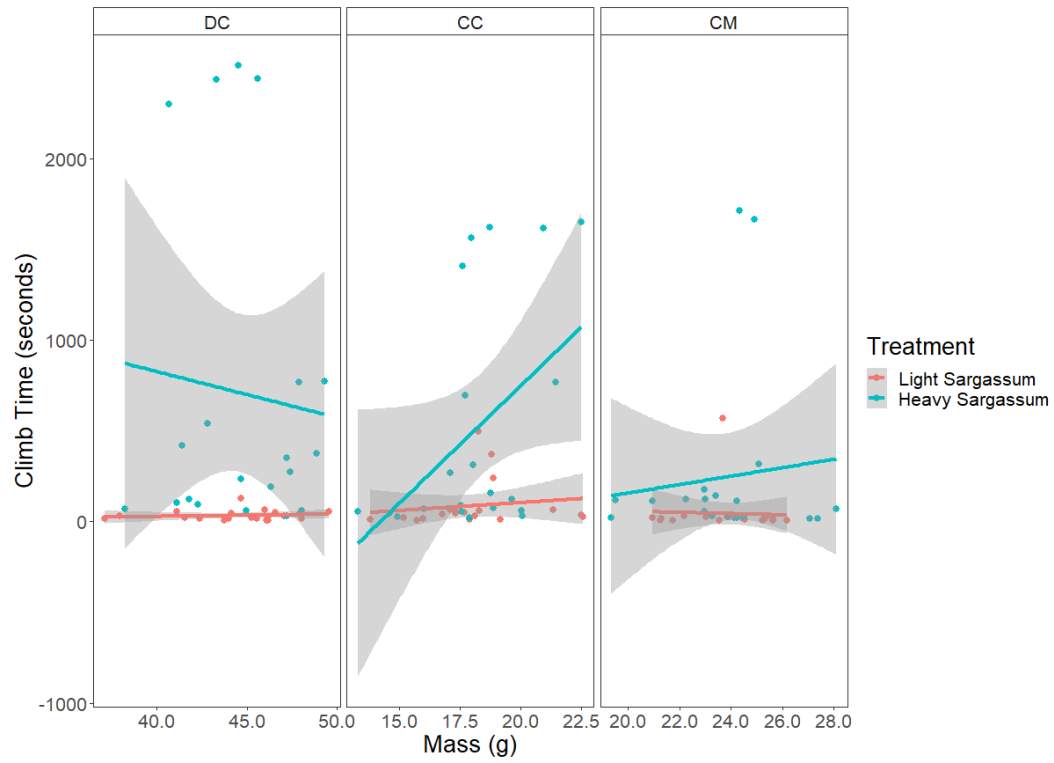 DC CC CM
2000
1000
0
-1000
Climb Time (seconds)
40.0 45.0 50.0 15.0 17.5 20.0 22.5 20.0 22.0 24.0 26.0 28.0
Mass (g)
Treatment
Light Sargassum
Heavy Sargassum